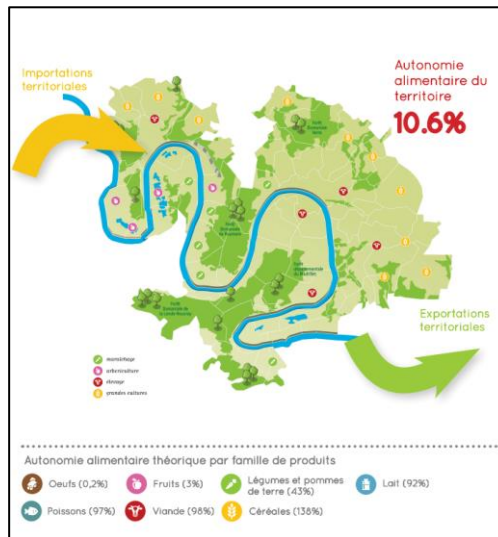 Importations
territoriales
Autonomie
alimentaire du
territoire
10.6%
Exportations
territoriales
maraîchage
arboriculture
élevage
grandes cultures
Autonomie alimentaire théorique par famille de produits
Oeufs (0,2%)
Fruits (3%)
Légumes et pommes
de terre (43%)
Lait (92%)
Poissons (97%)
Viande (98%)
Céréales (138%)